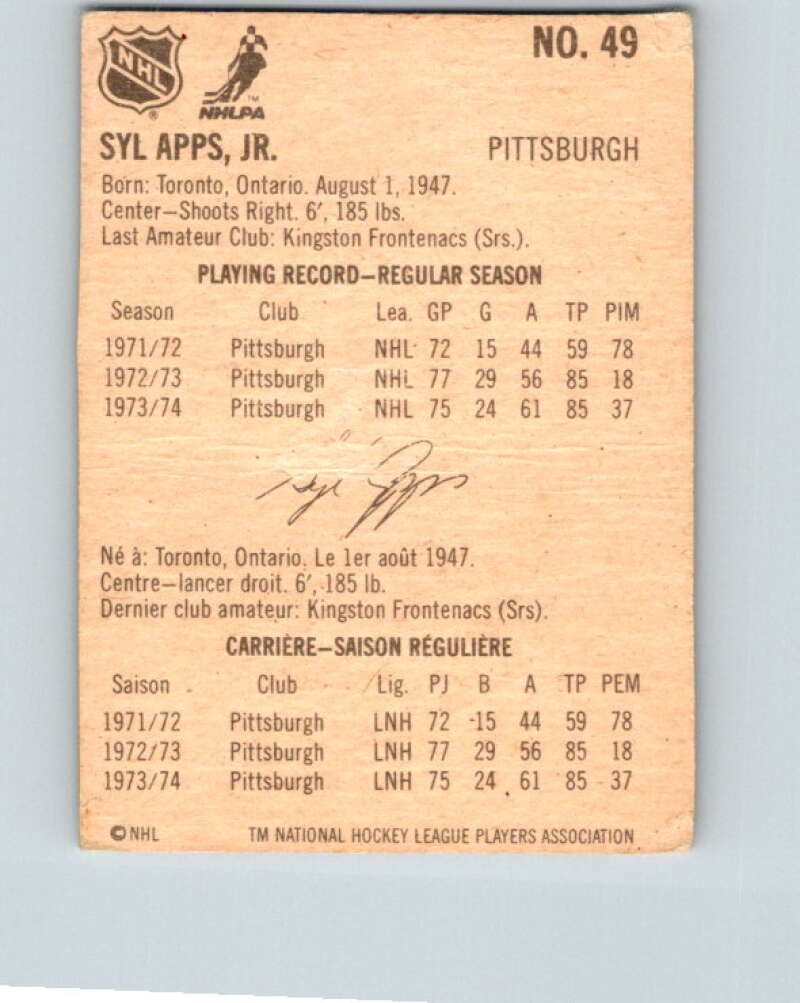 NHL
NHLPA TM
NO. 49
SYL APPS, JR. PITTSBURGH
Born: Toronto, Ontario. August 1, 1947.
Center—Shoots Right. 6', 185 lbs.
Last Amateur Club: Kingston Frontenacs (Srs.).
PLAYING RECORD—REGULAR SEASON
Season Club Lea. GP G A TP PIM
1971/72 Pittsburgh NHL 72 15 44 59 78
1972/73 Pittsburgh NHL 77 29 56 85 18
1973/74 Pittsburgh NHL 75 24 61 85 37
Syl Apps
Né à: Toronto, Ontario. Le 1er août 1947.
Centre—lancer droit. 6', 185 lb.
Dernier club amateur: Kingston Frontenacs (Srs).
CARRIÈRE—SAISON RÉGULIÈRE
Saison Club Lig. PJ B A TP PEM
1971/72 Pittsburgh LNH 72 15 44 59 78
1972/73 Pittsburgh LNH 77 29 56 85 18
1973/74 Pittsburgh LNH 75 24 61 85 37
© NHL TM NATIONAL HOCKEY LEAGUE PLAYERS ASSOCIATION